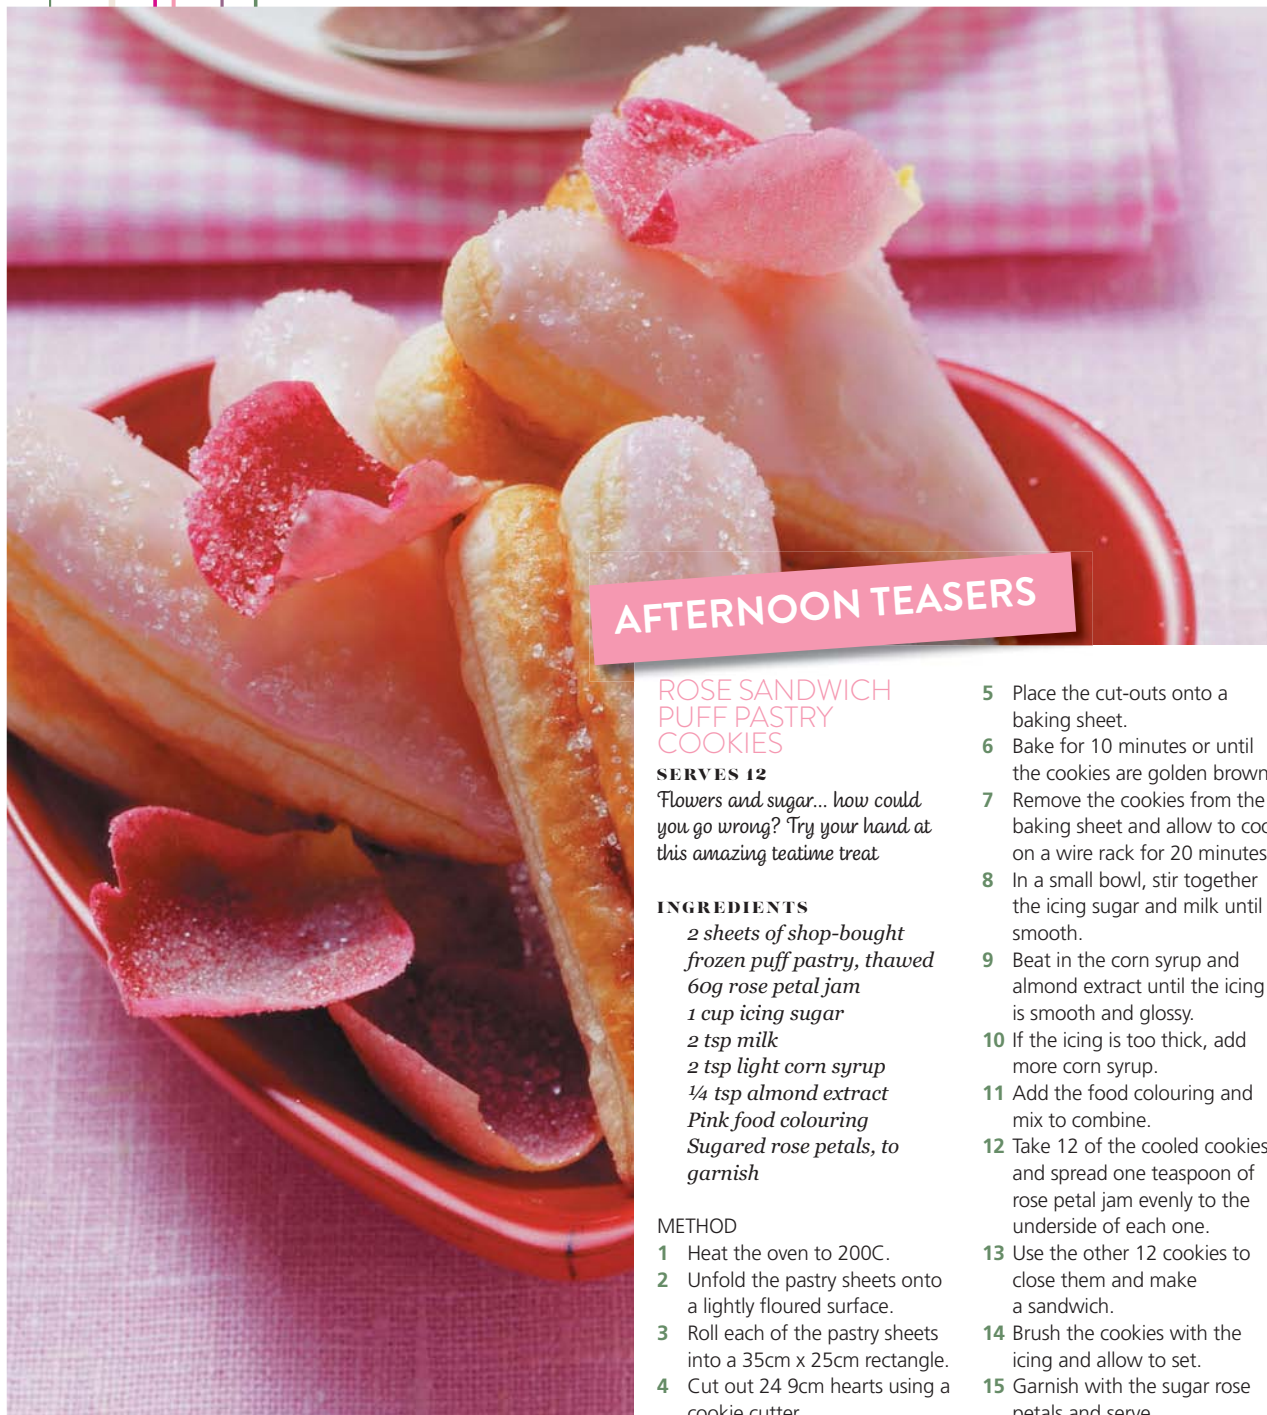 AFTERNOON TEASERS
ROSE SANDWICH
PUFF PASTRY
COOKIES
SERVES 12
Flowers and sugar... how could
you go wrong? Try your hand at
this amazing teatime treat
INGREDIENTS
2 sheets of shop-bought
frozen puff pastry, thawed
60g rose petal jam
1 cup icing sugar
2 tsp milk
2 tsp light corn syrup
¼ tsp almond extract
Pink food colouring
Sugared rose petals, to
garnish
METHOD
1 Heat the oven to 200C.
2 Unfold the pastry sheets onto
a lightly floured surface.
3 Roll each of the pastry sheets
into a 35cm x 25cm rectangle.
4 Cut out 24 9cm hearts using a
cookie cutter
5 Place the cut-outs onto a
baking sheet.
6 Bake for 10 minutes or until
the cookies are golden brown
7 Remove the cookies from the
baking sheet and allow to
on a wire rack for 20 minutes
8 In a small bowl, stir together
the icing sugar and milk until
smooth.
9 Beat in the corn syrup and
almond extract until the icing
is smooth and glossy.
10 If the icing is too thick, add
more corn syrup.
11 Add the food colouring and
mix to combine.
12 Take 12 of the cooled cookies
and spread one teaspoon of
rose petal jam evenly to the
underside of each one.
13 Use the other 12 cookies to
close them and make
a sandwich.
14 Brush the cookies with the
icing and allow to set.
15 Garnish with the sugar rose
petals and serve